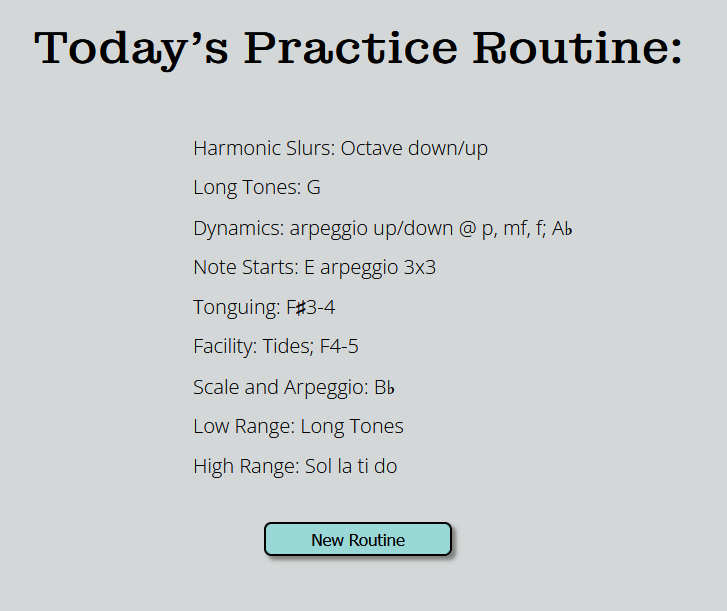 Today’s Practice Routine:
Harmonic Slurs: Octave down/up
Long Tones: G
Dynamics: arpeggio up/down @ p, mf, f; A♭
Note Starts: E arpeggio 3x3
Tonguing: F♯3-4
Facility: Tides; F4-5
Scale and Arpeggio: B♭
Low Range: Long Tones
High Range: Sol la ti do
New Routine